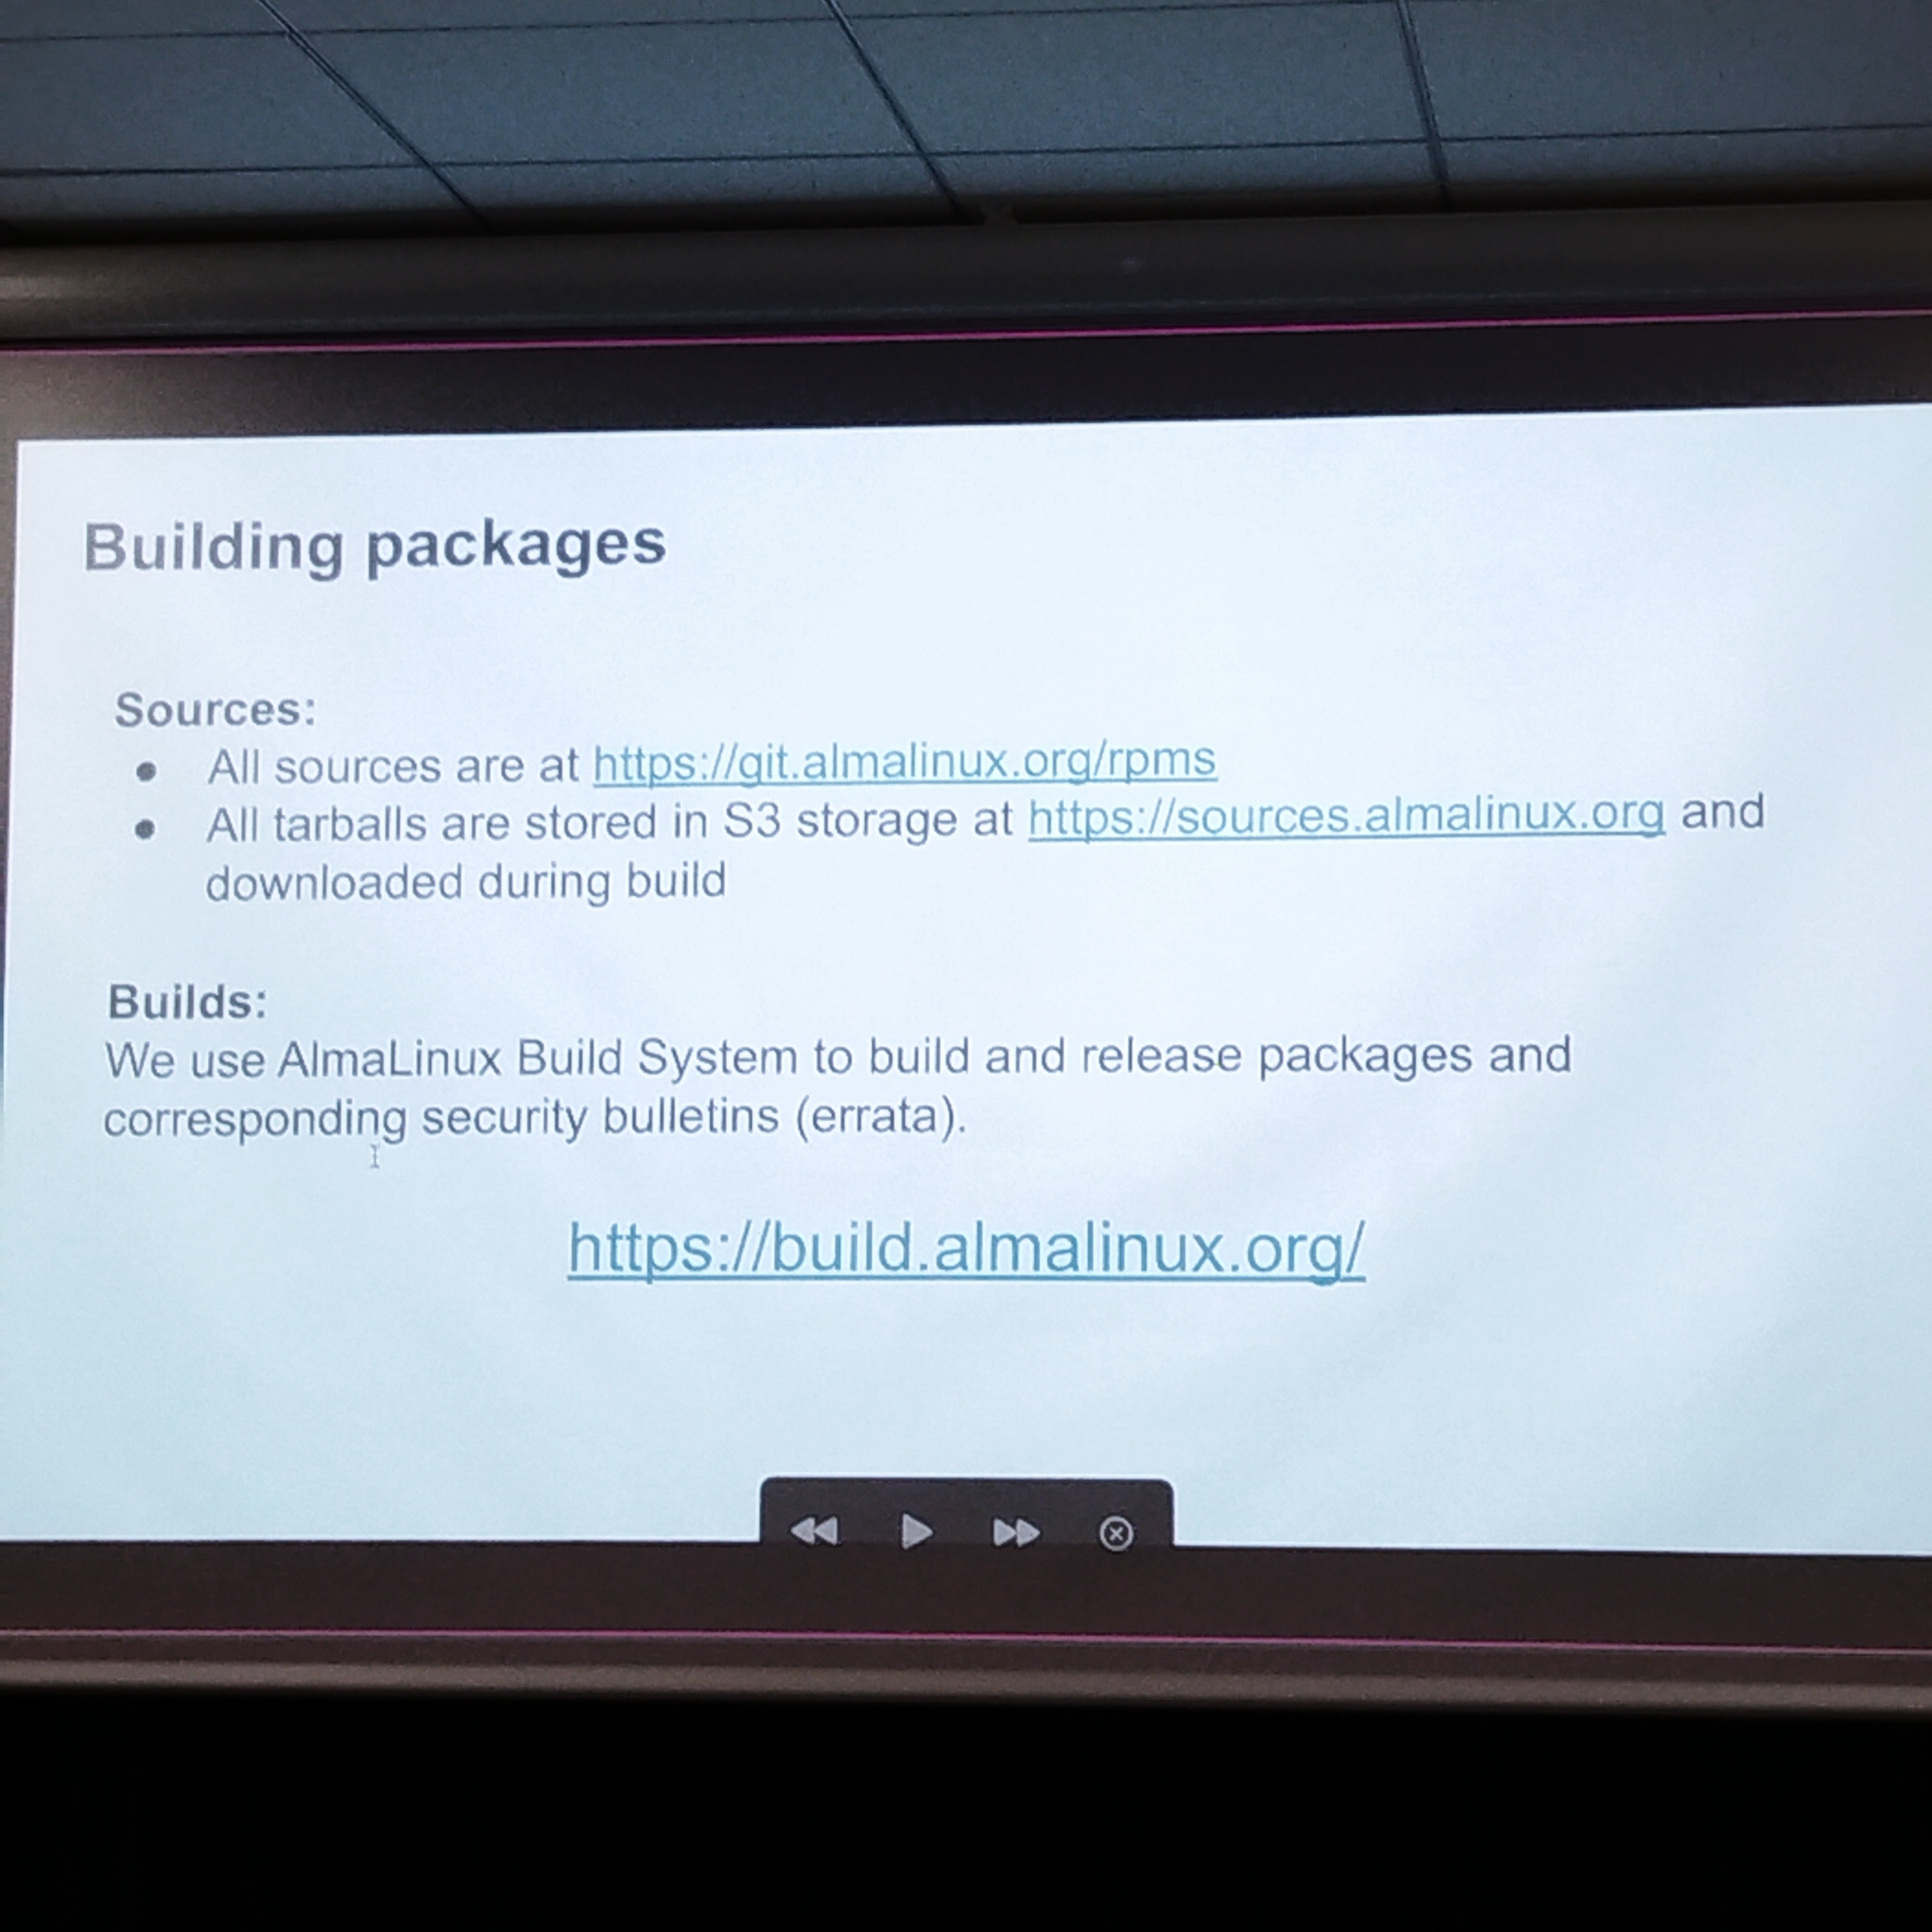 Building packages
Sources:
● All sources are at https://git.almalinux.org/rpms
● All tarballs are stored in S3 storage at https://sources.almalinux.org and
downloaded during build
Builds:
We use AlmaLinux Build System to build and release packages and
corresponding security bulletins (errata).
https://build.almalinux.org/